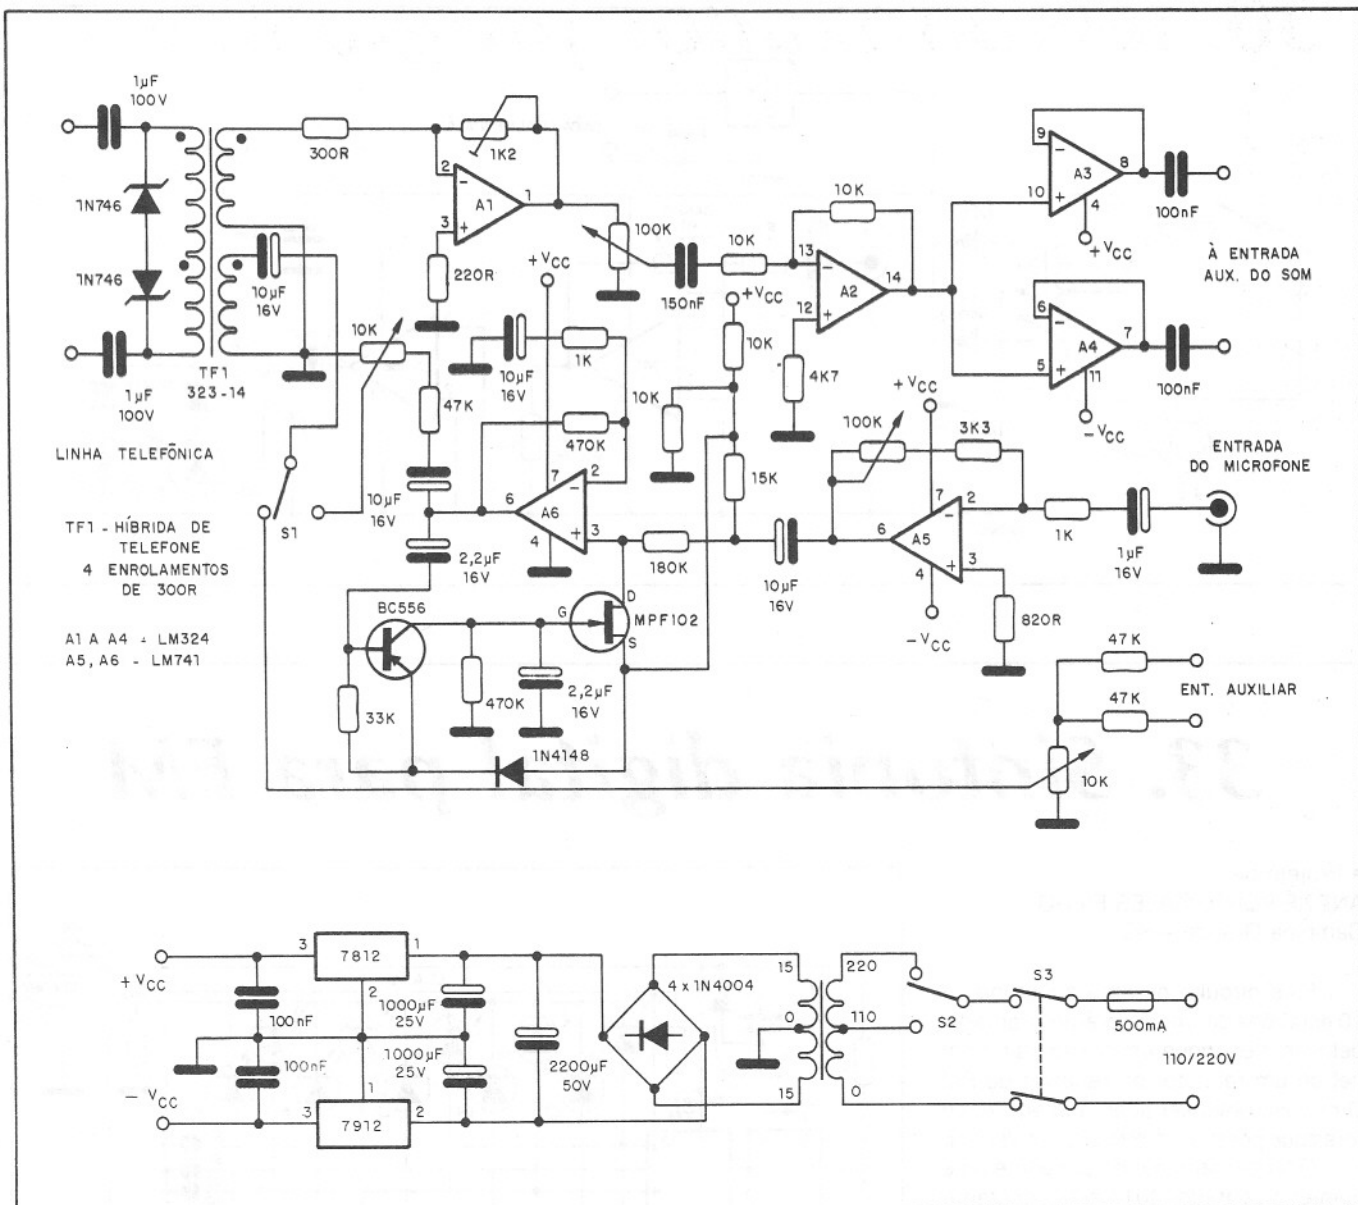 1µF
100V
1N746
1N746
1µF
100V
TF1
323-14
10µF
16V
300R
1K2
2
3
1
A1
220R
100K
150nF
10K
10K
13
12
14
A2
4K7
9
10
8
A3
4
+VCC
100nF
À ENTRADA
AUX. DO SOM
6
5
7
A4
11
-VCC
100nF
LINHA TELEFÔNICA
TF1 - HÍBRIDA DE
TELEFONE
4 ENROLAMENTOS
DE 300R
A1 A A4 - LM324
A5, A6 - LM741
S1
10K
47K
10µF
16V
2,2µF
16V
+VCC
10µF
16V
1K
470K
7
6
2
3
4
A6
180K
+VCC
10K
10K
15K
10µF
16V
100K
3K3
+VCC
7
6
2
3
4
A5
-VCC
820R
1K
1µF
16V
ENTRADA
DO MICROFONE
BC556
33K
470K
2,2µF
16V
G
D
S
MPF102
1N4148
47K
47K
ENT. AUXILIAR
10K
+VCC
-VCC
3
7812
1
2
100nF
100nF
1000µF
25V
1000µF
25V
1
3
7912
2
2200µF
50V
4 x 1N4004
15
0
15
220
110
0
S2
S3
500mA
110/220V